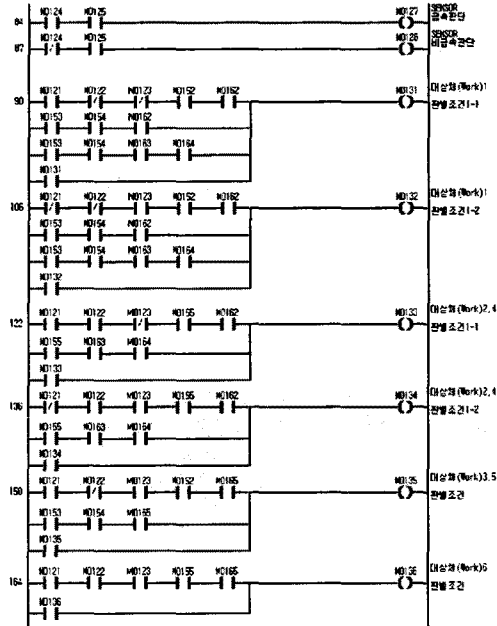 M0124 M0125 M0127 SENSOR
84 금속판단
M0124 M0125 M0128 SENSOR
87 비금속판단
M0121 M0122 M0123 M0152 M0162 M0131 대상체(Work)1
90 판별조건1-1
M0153 M0154 M0162
M0153 M0154 M0163 M0164
M0131
M0121 M0122 M0123 M0152 M0162 M0132 대상체(Work)1
106 판별조건1-2
M0153 M0154 M0162
M0153 M0154 M0163 M0164
M0132
M0121 M0122 M0123 M0155 M0162 M0133 대상체(Work)2,4
122 판별조건1-1
M0155 M0163 M0164
M0133
M0121 M0122 M0123 M0155 M0162 M0134 대상체(Work)2,4
136 판별조건1-2
M0155 M0163 M0164
M0134
M0121 M0122 M0123 M0152 M0165 M0135 대상체(Work)3,5
150 판별조건
M0153 M0154 M0165
M0135
M0121 M0122 M0123 M0155 M0166 M0136 대상체(Work)6
164 판별조건
M0136